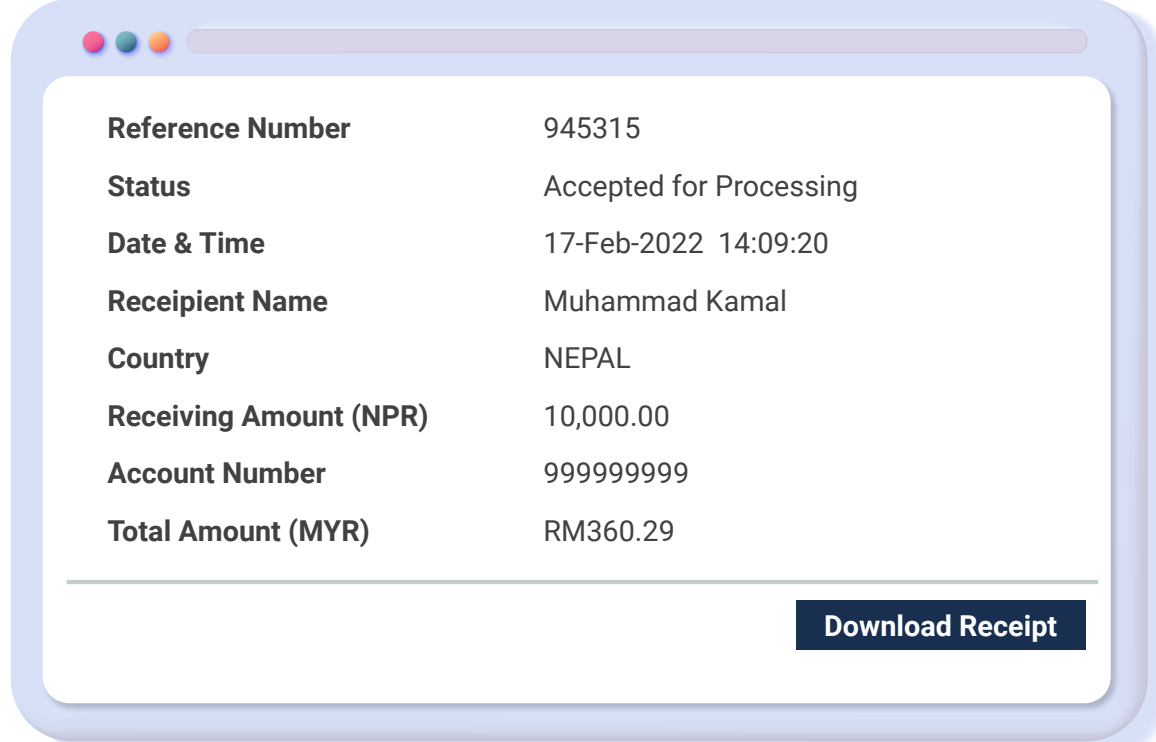 Reference Number 945315
Status Accepted for Processing
Date & Time 17-Feb-2022 14:09:20
Receipient Name Muhammad Kamal
Country NEPAL
Receiving Amount (NPR) 10,000.00
Account Number 999999999
Total Amount (MYR) RM360.29
Download Receipt